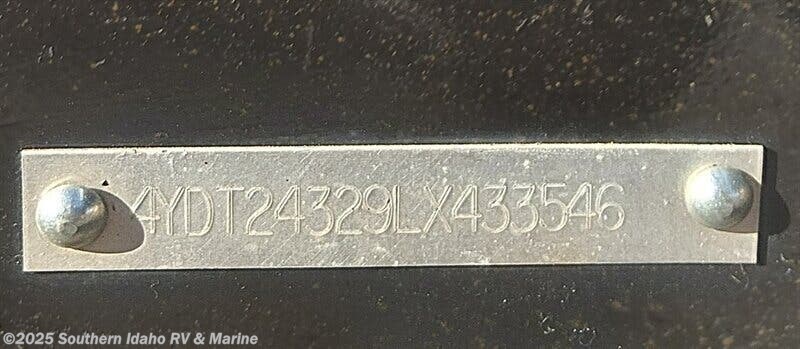 4YDT24329LX433546
©2025 Southern Idaho RV & Marine